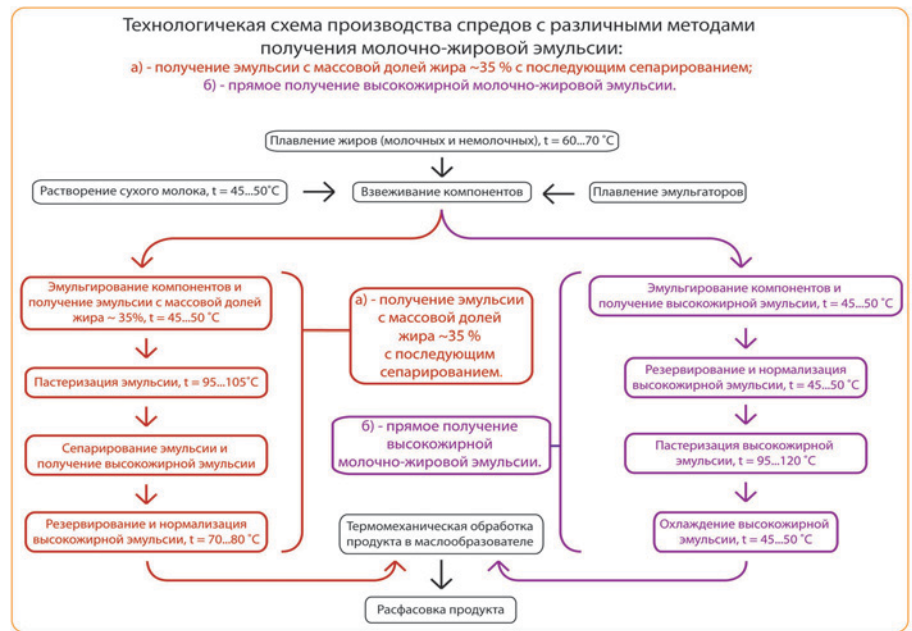 Технологичекая схема производства спредов с различными методами
получения молочно-жировой эмульсии:
а) - получение эмульсии с массовой долей жира ~35 % с последующим сепарированием;
б) - прямое получение высокожирной молочно-жировой эмульсии.
Плавление жиров (молочных и немолочных), t = 60...70 ˚C
Растворение сухого молока, t = 45...50˚C
Взвеживание компонентов
Плавление эмульгаторов
Эмульгирование компонентов и
получение эмульсии с массовой долей
жира ~ 35%, t = 45...50 ˚C
Пастеризация эмульсии, t = 95...105˚C
Сепарирование эмульсии и
получение высокожирной эмульсии
Резервирование и нормализация
высокожирной эмульсии, t = 70...80 ˚C
а) - получение эмульсии
с массовой долей
жира ~35 %
с последующим
сепарированием.
б) - прямое получение
высокожирной
молочно-жировой эмульсии.
Эмульгирование компонентов и
получение высокожирной эмульсии, t = 45...50 ˚C
Резервирование и нормализация
высокожирной эмульсии, t = 45...50 ˚C
Пастеризация высокожирной
эмульсии, t = 95...120 ˚C
Охлаждение высокожирной
эмульсии, t = 45...50 ˚C
Термомеханическая обработка
продукта в маслообразователе
Расфасовка продукта